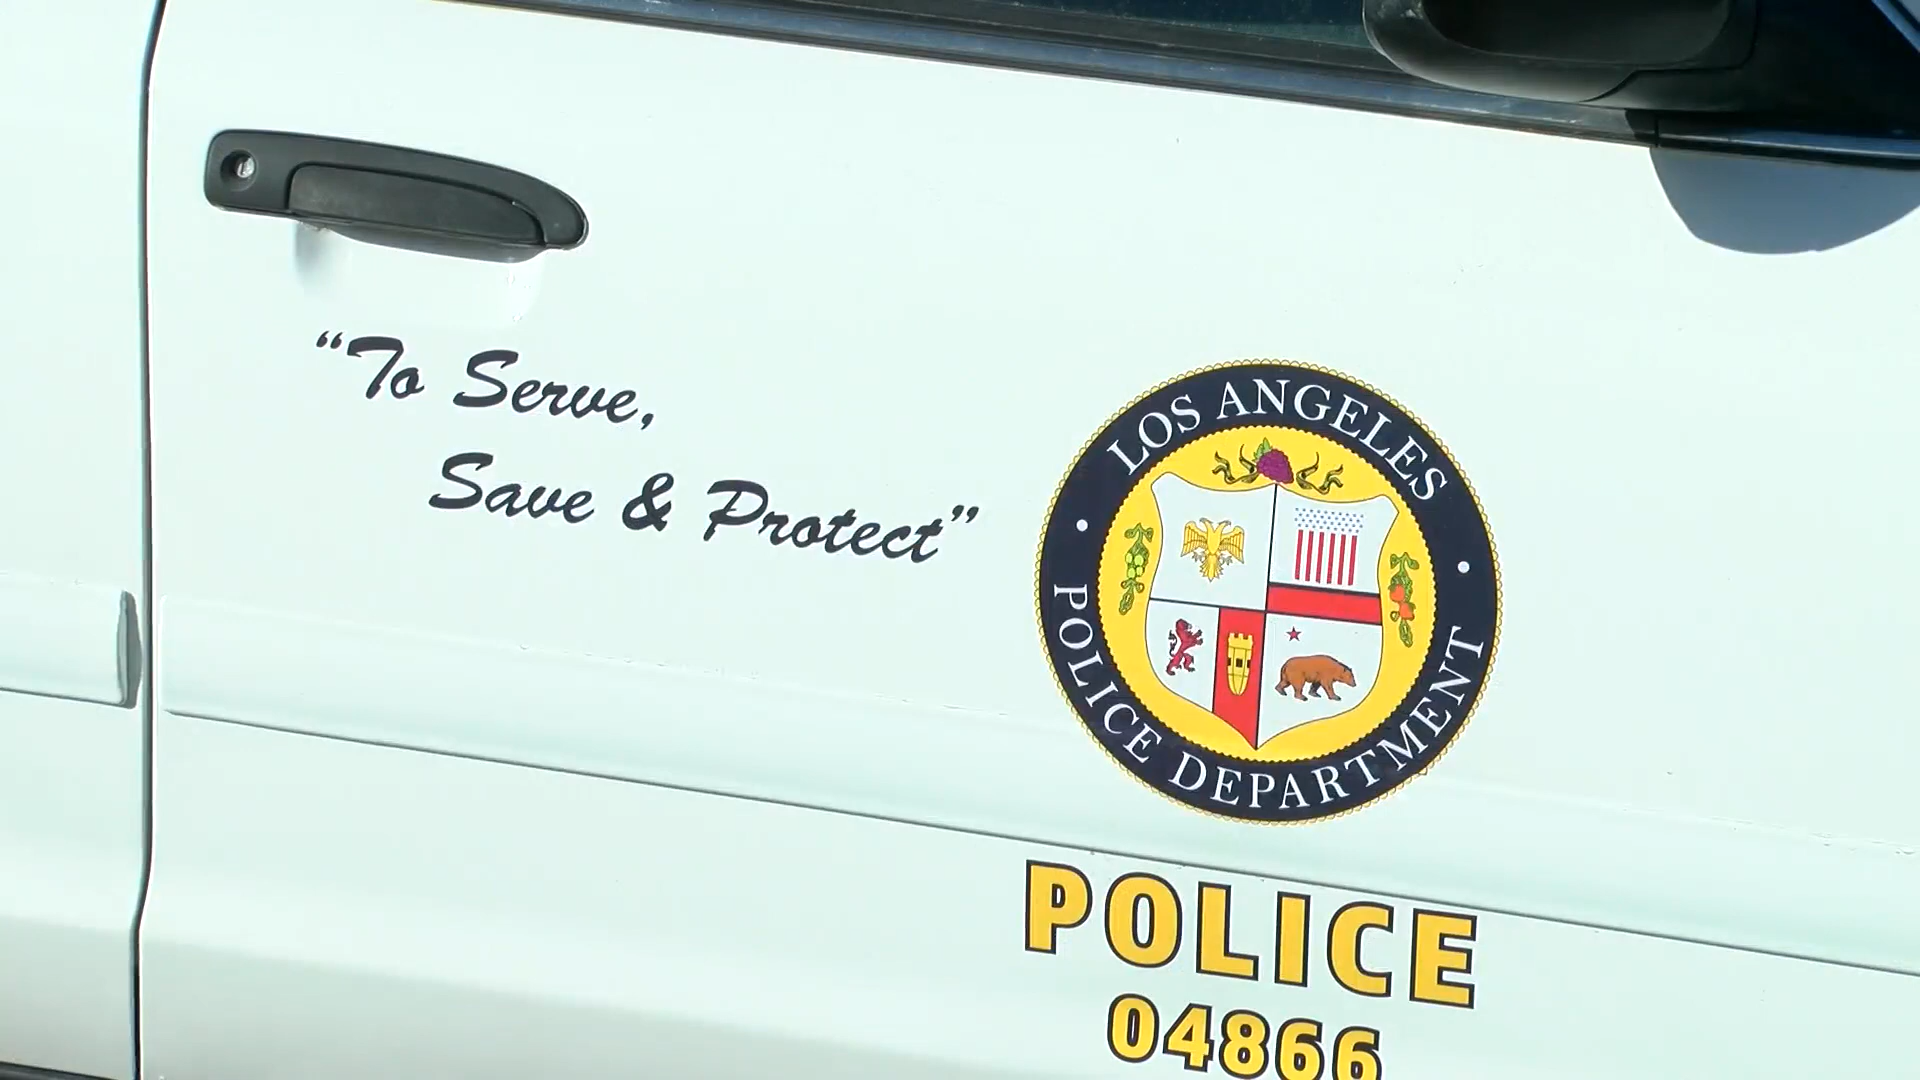 “To Serve,
Save & Protect”
LOS ANGELES
POLICE DEPARTMENT
POLICE
04866